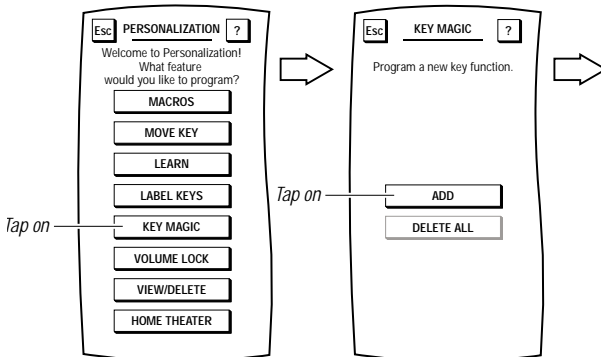 Esc PERSONALIZATION ?
Welcome to Personalization!
What feature
would you like to program?
MACROS
MOVE KEY
LEARN
LABEL KEYS
Tap on
KEY MAGIC
VOLUME LOCK
VIEW/DELETE
HOME THEATER
Esc KEY MAGIC ?
Program a new key function.
Tap on
ADD
DELETE ALL